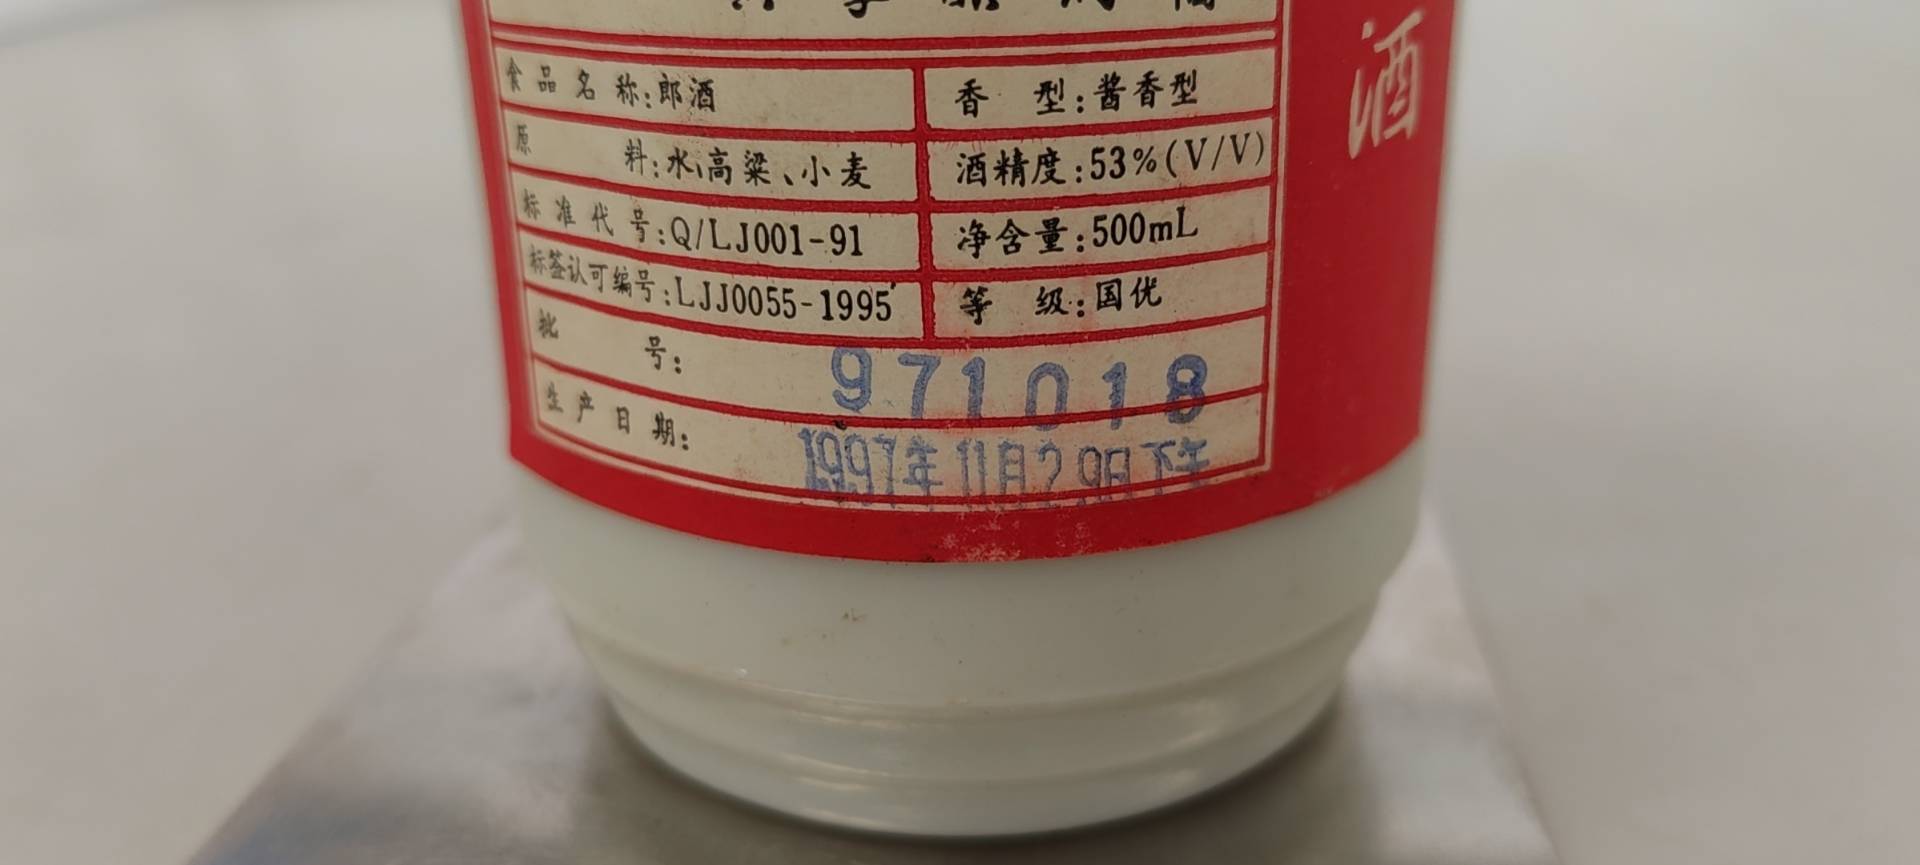 食品名称:郎酒
香 型:酱香型
原 料:水、高粱、小麦
酒精度:53%(V/V)
标准代号:Q/LJ001-91
净含量:500mL
标签认可编号:LJJ0055-1995
等 级:国优
批 号: 971018
生产日期: 1997年11月29日下午
酒